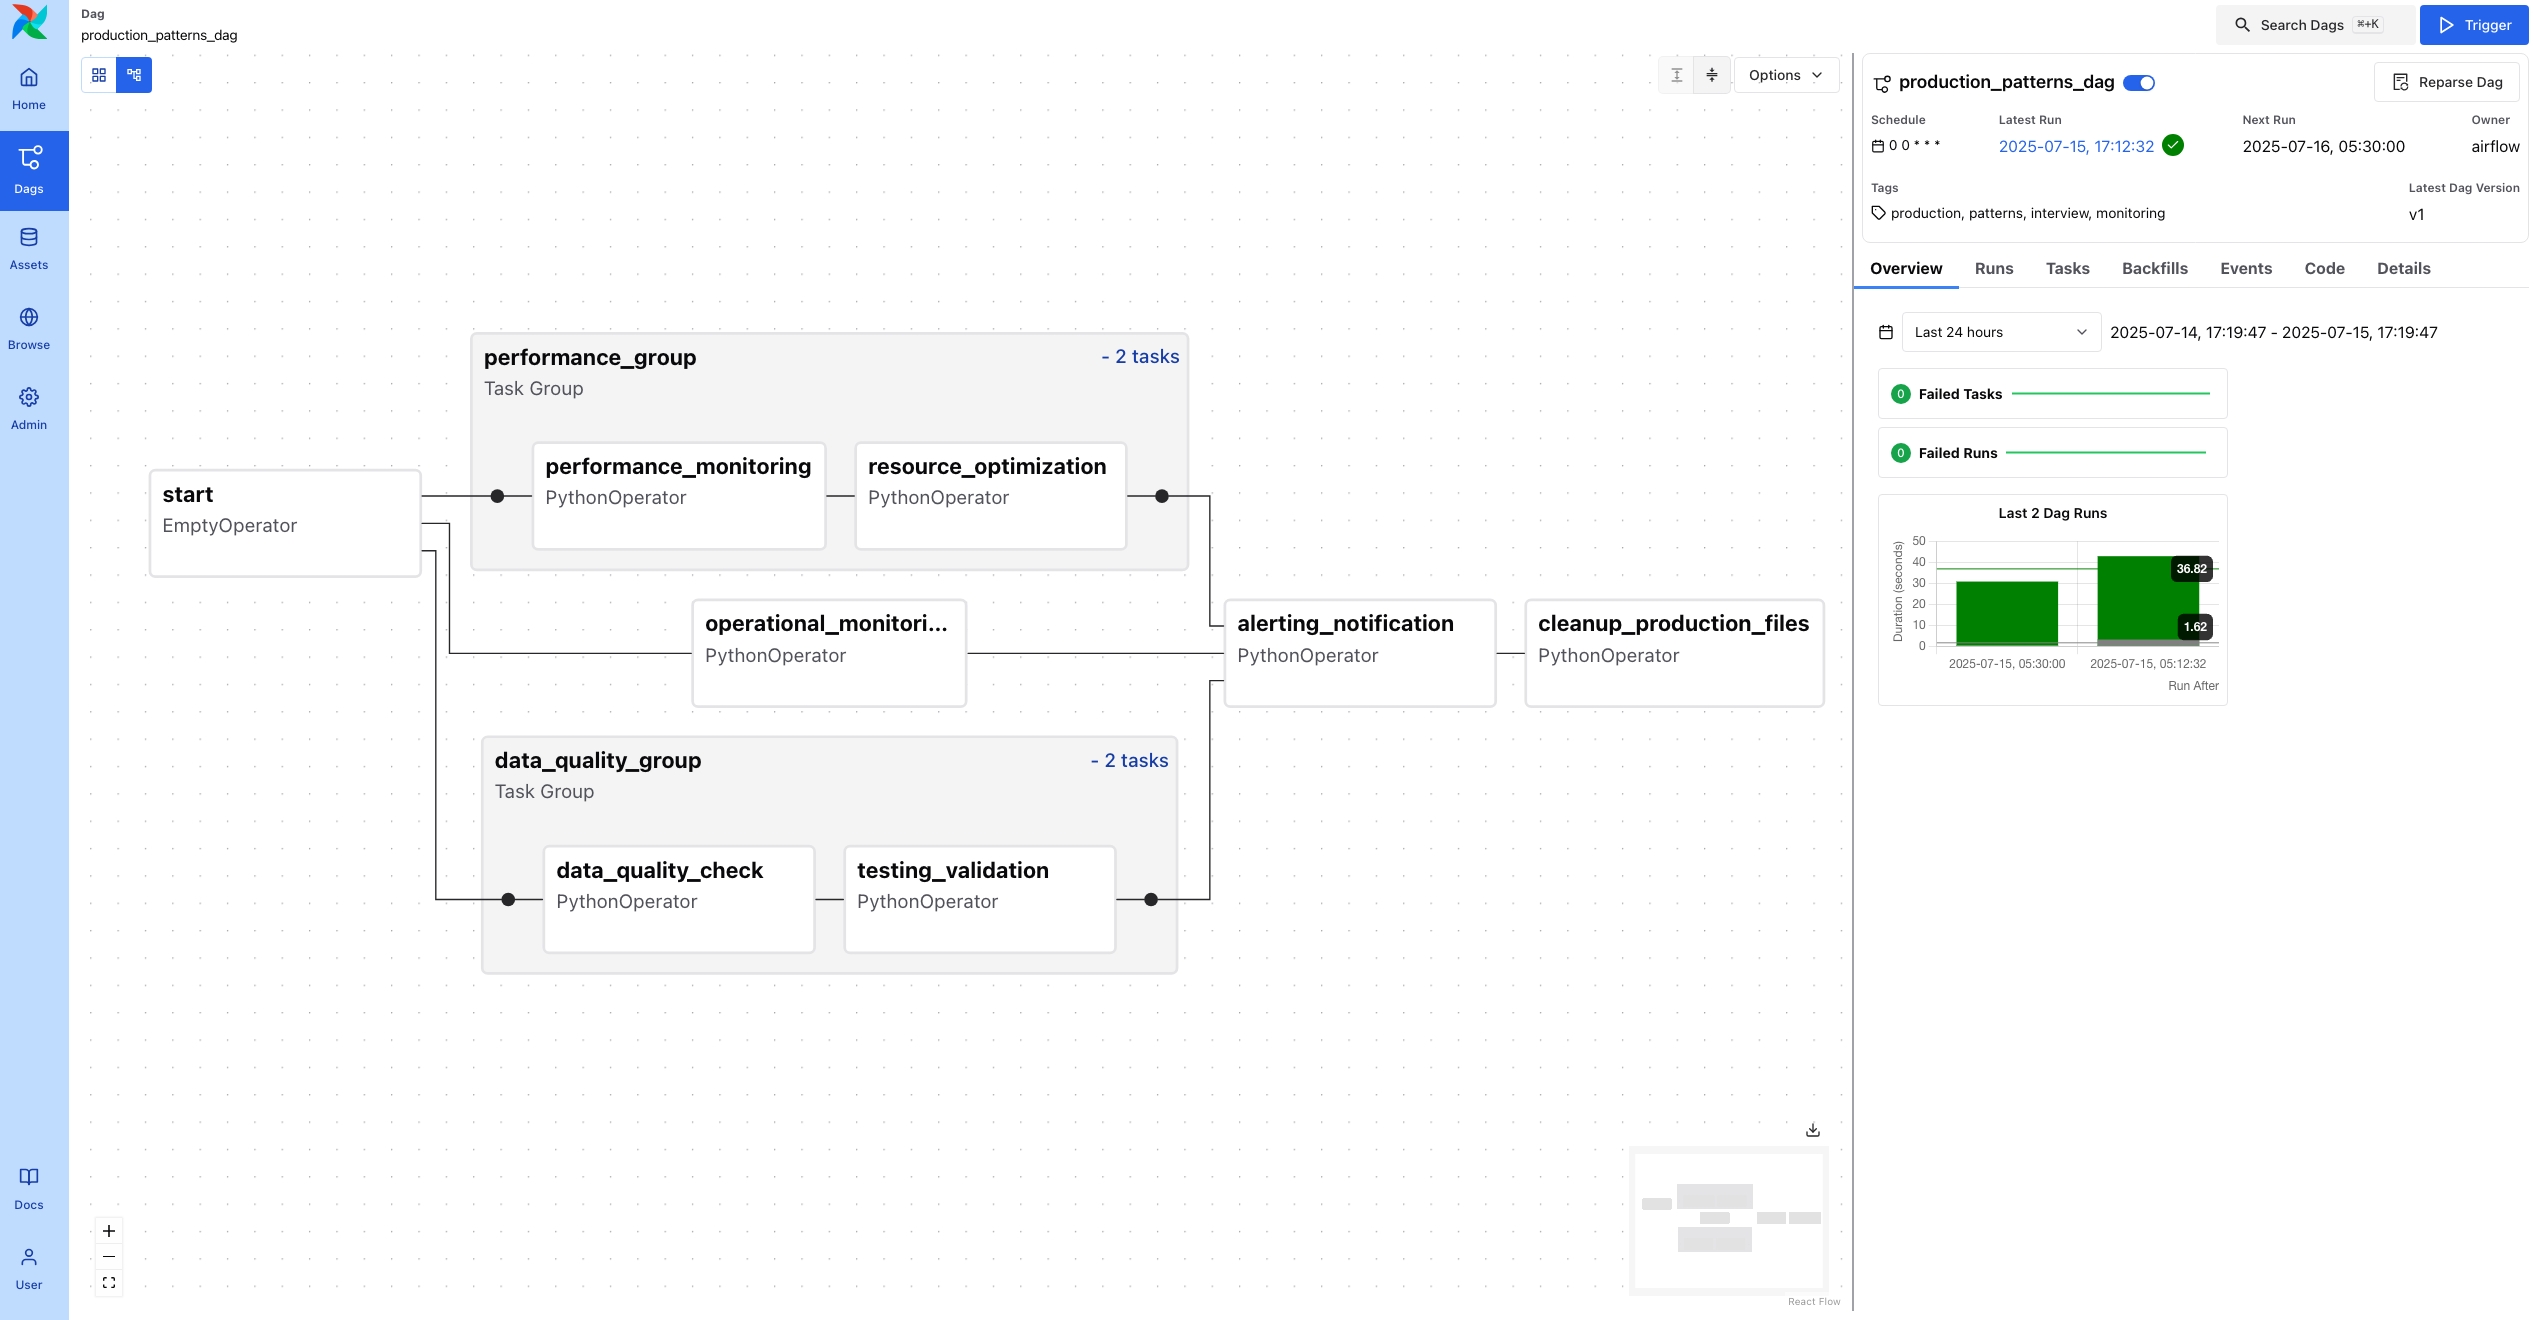 Dag
production_patterns_dag
Search Dags ⌘+K
Trigger
Home
Dags
Assets
Browse
Admin
Docs
User
Options
performance_group
- 2 tasks
Task Group
performance_monitoring
PythonOperator
resource_optimization
PythonOperator
start
EmptyOperator
operational_monitori...
PythonOperator
alerting_notification
PythonOperator
cleanup_production_files
PythonOperator
data_quality_group
- 2 tasks
Task Group
data_quality_check
PythonOperator
testing_validation
PythonOperator
React Flow
production_patterns_dag
Reparse Dag
Schedule
0 0 * * *
Latest Run
2025-07-15, 17:12:32
Next Run
2025-07-16, 05:30:00
Owner
airflow
Tags
production, patterns, interview, monitoring
Latest Dag Version
v1
Overview
Runs
Tasks
Backfills
Events
Code
Details
Last 24 hours
2025-07-14, 17:19:47 - 2025-07-15, 17:19:47
0 Failed Tasks
0 Failed Runs
Last 2 Dag Runs
Duration (seconds)
50
40
30
20
10
0
36.82
1.62
2025-07-15, 05:30:00
2025-07-15, 05:12:32
Run After